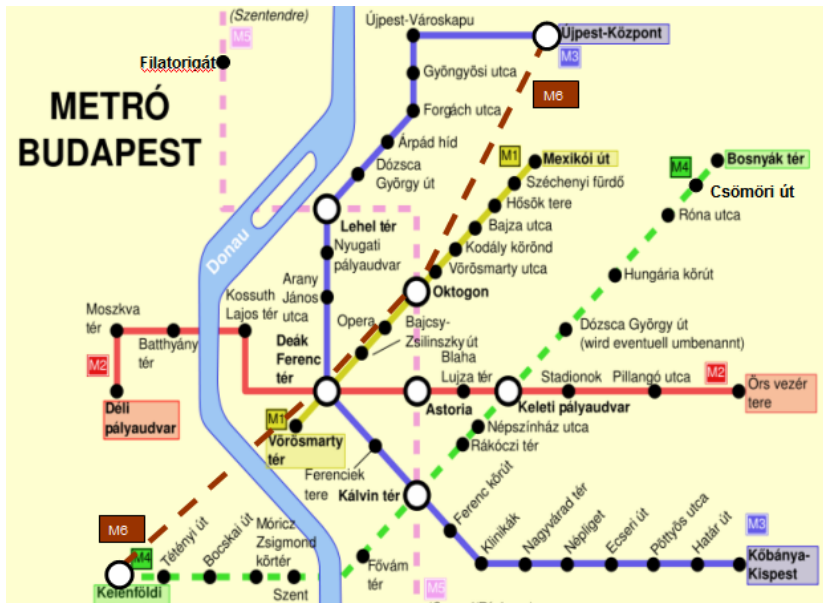 (Szentendre)
M5
Filatorigát
METRÓ
BUDAPEST
Újpest-Városkapu
Újpest-Központ
M3
M6
Gyöngyösi utca
Forgách utca
Árpád híd
Dózsca
György út
M1
Mexikói út
Széchenyi fürdő
Hősök tere
Bajza utca
Kodály körönd
Vörösmarty utca
M4
Bosnyák tér
Csömöri út
Róna utca
Hungária körút
Dózsca György út
(wird eventuell umbenannt)
Donau
Lehel tér
Nyugati
pályaudvar
Arany
János
utca
Oktogon
Opera
Bajcsy-
Zsilinszky út
Moszkva
tér
Batthyány
tér
Kossuth
Lajos tér
Deák
Ferenc
tér
M2
Déli
pályaudvar
Blaha
Lujza tér
Astoria
Keleti pályaudvar
Stadionok
Pillangó utca
M2
Örs vezér
tere
M1
Vörösmarty
tér
Népszínház utca
Rákóczi tér
Ferenciek
tere
Kálvin tér
Ferenc körút
Klinikák
Nagyvárad tér
Népliget
Ecseri út
Pöttyös utca
Határ út
M3
Kőbánya-
Kispest
M6
M4
Kelenföldi
Tétényi út
Bocskai út
Móricz
Zsigmond
körtér
Szent
Fővám
tér
M5